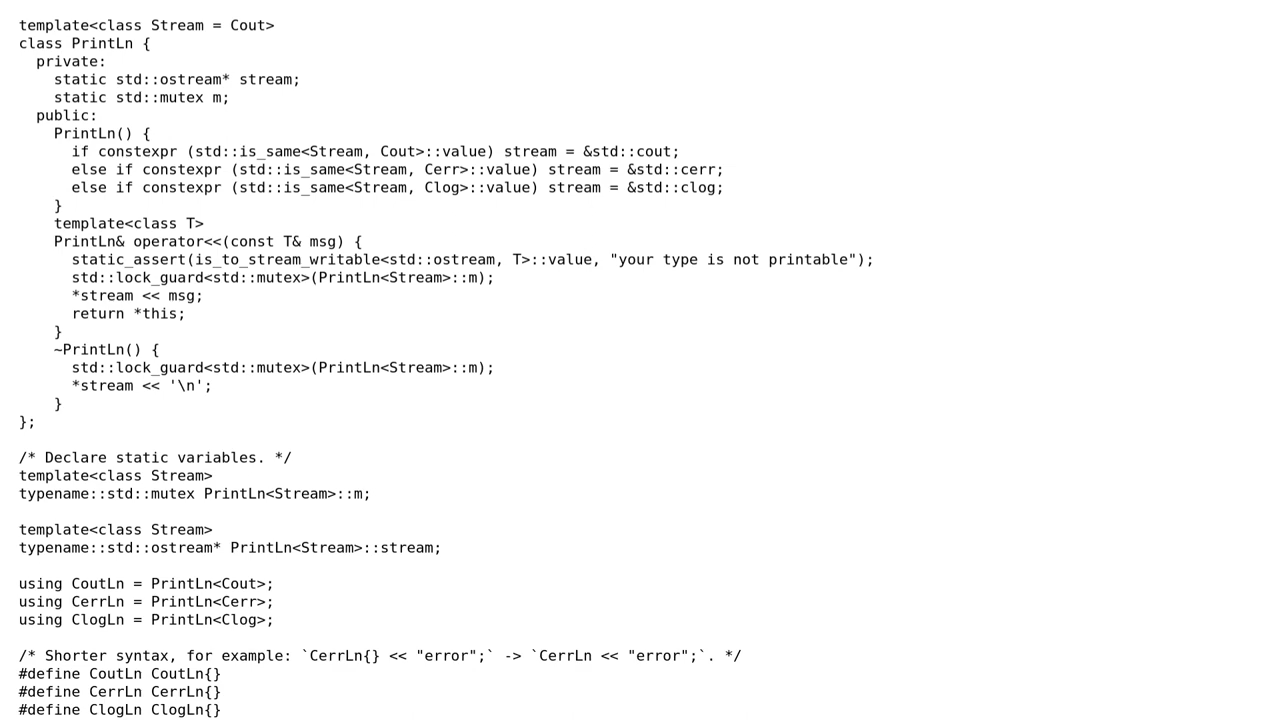 template<class Stream = Cout>
class PrintLn {
  private:
    static std::ostream* stream;
    static std::mutex m;
  public:
    PrintLn() {
      if constexpr (std::is_same<Stream, Cout>::value) stream = &std::cout;
      else if constexpr (std::is_same<Stream, Cerr>::value) stream = &std::cerr;
      else if constexpr (std::is_same<Stream, Clog>::value) stream = &std::clog;
    }
    template<class T>
    PrintLn& operator<<(const T& msg) {
      static_assert(is_to_stream_writable<std::ostream, T>::value, "your type is not printable");
      std::lock_guard<std::mutex>(PrintLn<Stream>::m);
      *stream << msg;
      return *this;
    }
    ~PrintLn() {
      std::lock_guard<std::mutex>(PrintLn<Stream>::m);
      *stream << '\n';
    }
};

/* Declare static variables. */
template<class Stream>
typename::std::mutex PrintLn<Stream>::m;

template<class Stream>
typename::std::ostream* PrintLn<Stream>::stream;

using CoutLn = PrintLn<Cout>;
using CerrLn = PrintLn<Cerr>;
using ClogLn = PrintLn<Clog>;

/* Shorter syntax, for example: `CerrLn{} << "error";` -> `CerrLn << "error";`. */
#define CoutLn CoutLn{}
#define CerrLn CerrLn{}
#define ClogLn ClogLn{}